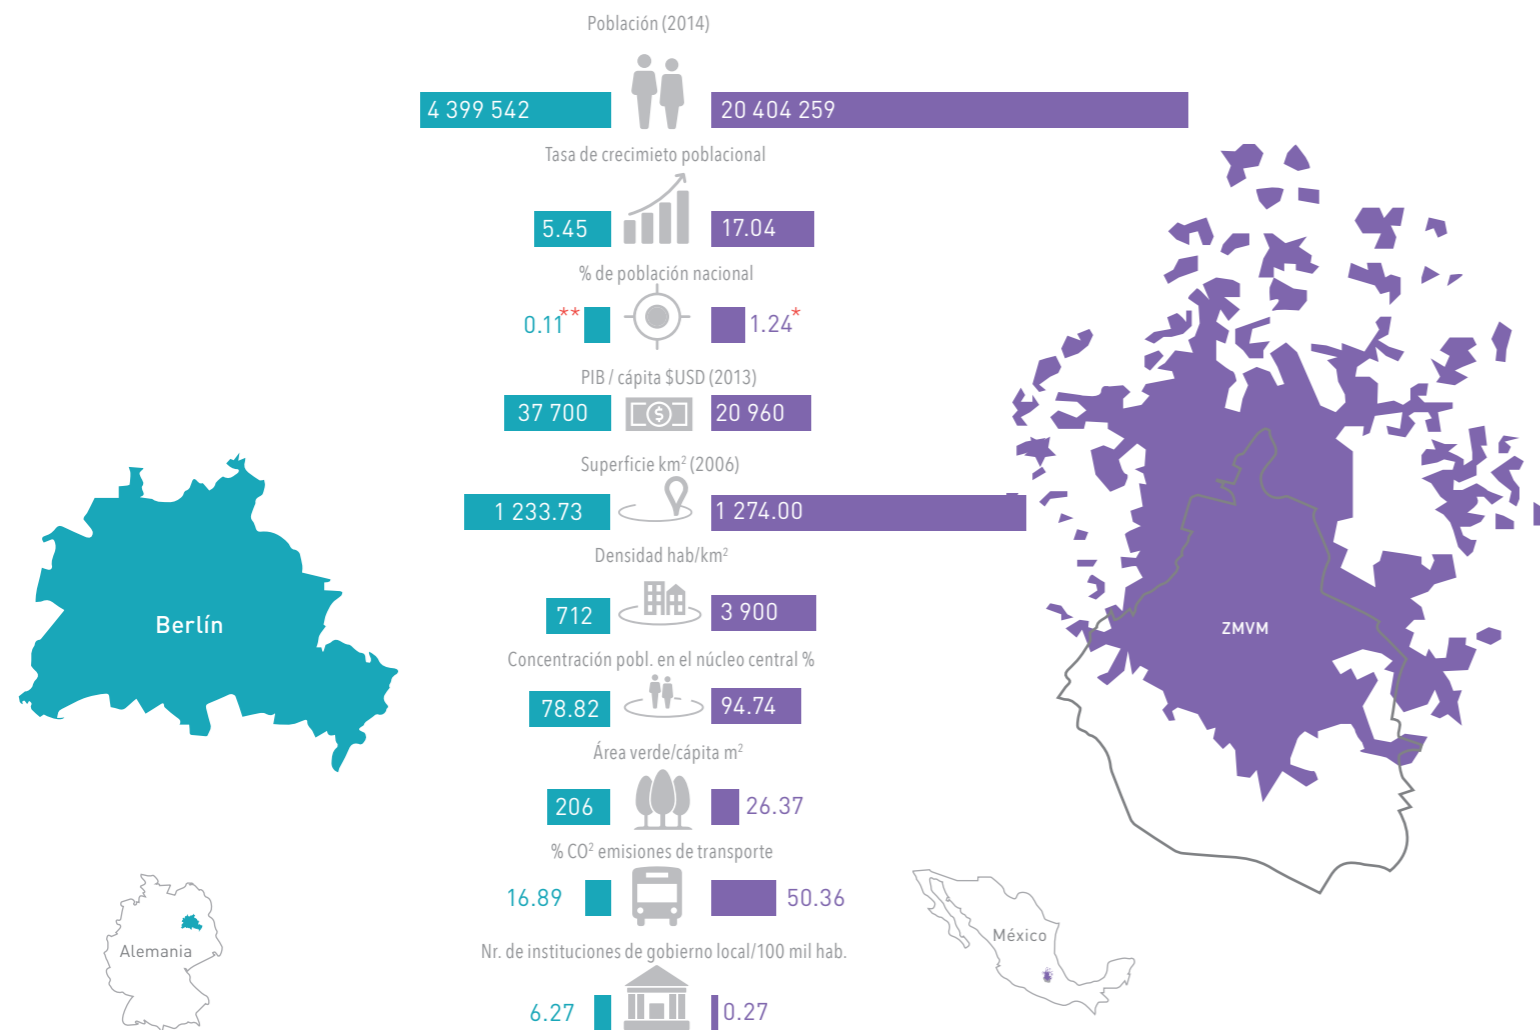 Población (2014)
4 399 542
20 404 259
Tasa de crecimieto poblacional
5.45
17.04
% de población nacional
0.11**
1.24*
PIB / cápita $USD (2013)
37 700
$
20 960
Superficie km² (2006)
1 233.73
1 274.00
Densidad hab/km²
712
3 900
Berlín
ZMVM
Concentración pobl. en el núcleo central %
78.82
94.74
Área verde/cápita m²
206
26.37
% CO² emisiones de transporte
16.89
50.36
Alemania
México
Nr. de instituciones de gobierno local/100 mil hab.
6.27
0.27